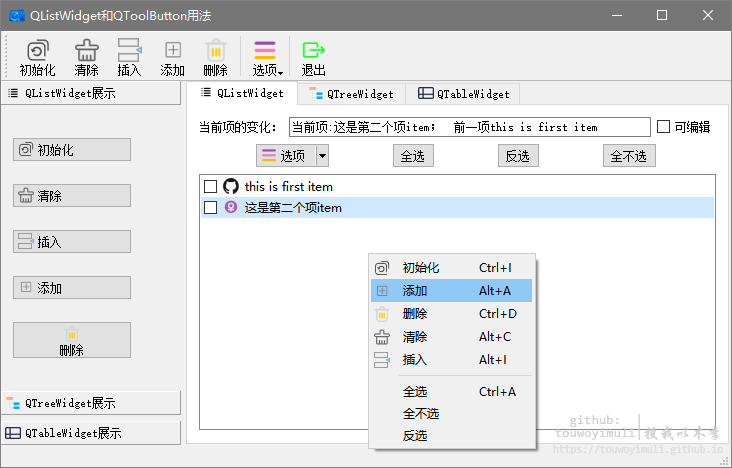 QListWidget和QToolButton用法
初始化 清除 插入 添加 删除 选项 退出
QListWidget展示
初始化
清除
插入
添加
删除
QTreeWidget展示
QTableWidget展示
QListWidget QTreeWidget QTableWidget
当前项的变化: 当前项:这是第二个项item; 前一项this is first item 可编辑
选项 全选 反选 全不选
this is first item
这是第二个项item
初始化 Ctrl+I
添加 Alt+A
删除 Ctrl+D
清除 Alt+C
插入 Alt+I
全选 Ctrl+A
全不选
反选
github:
touwoyimuli
https://touwoyimuli.github.io